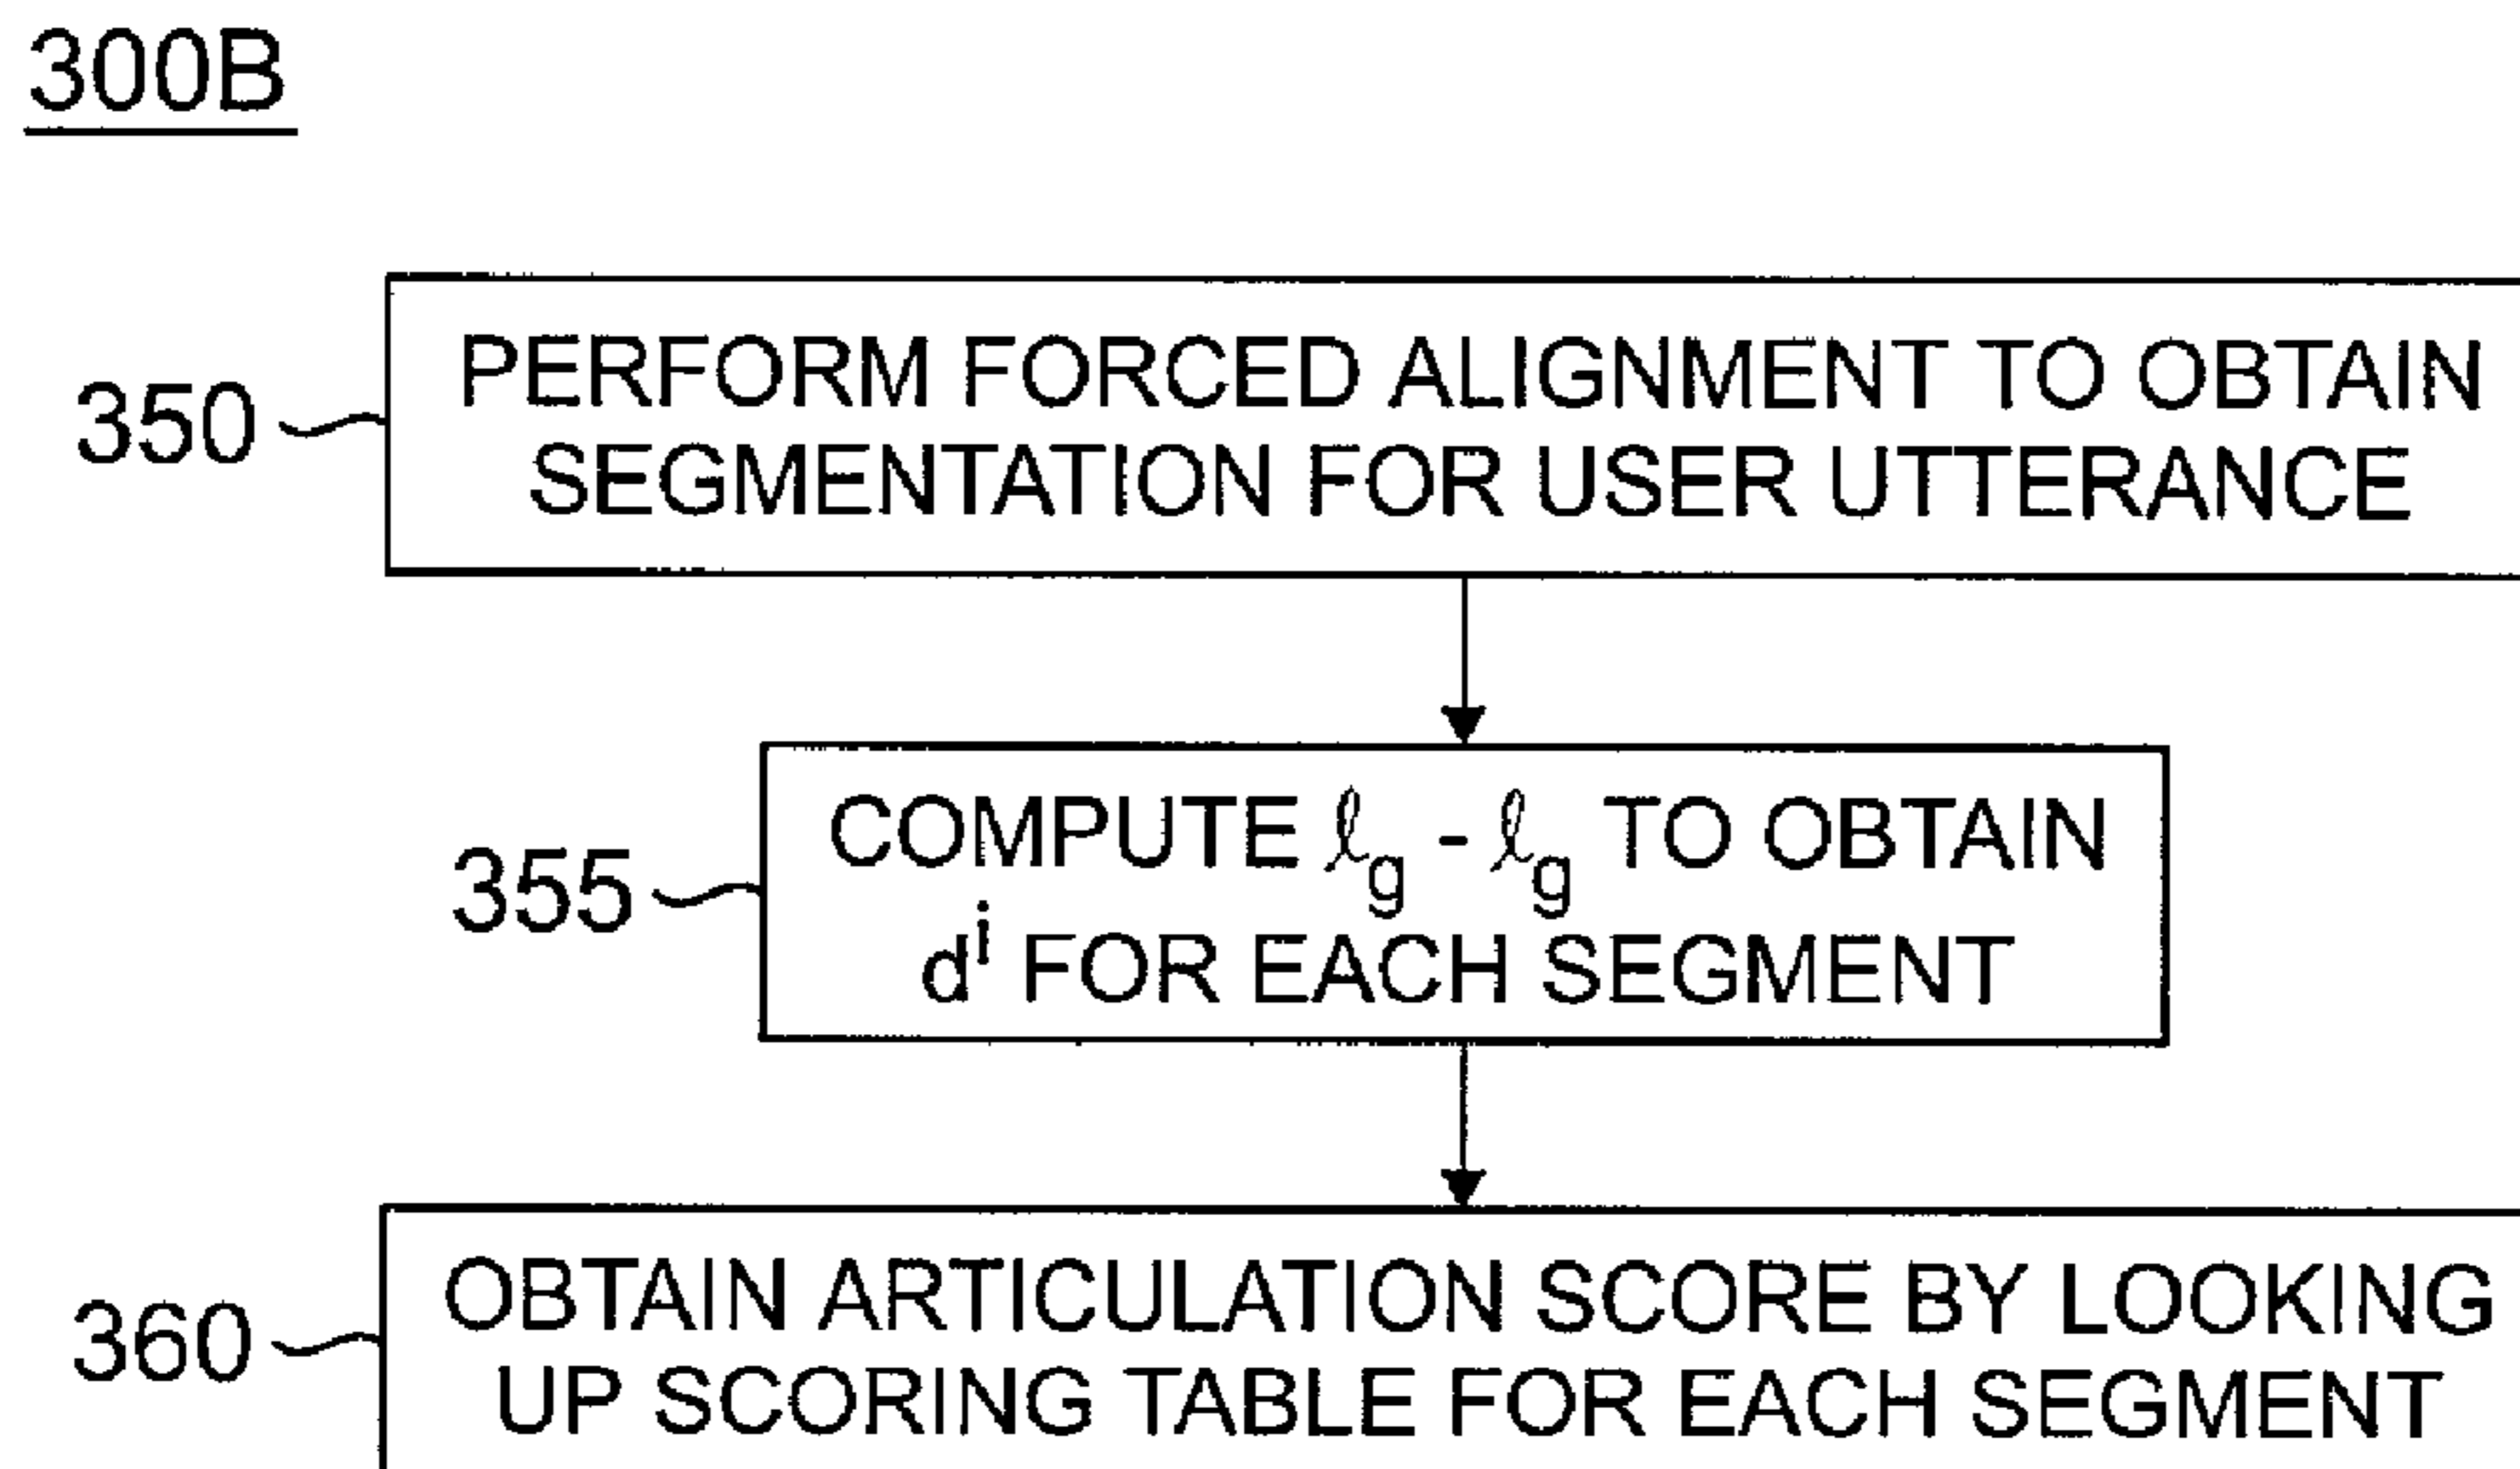 300B
350
PERFORM FORCED ALIGNMENT TO OBTAIN
SEGMENTATION FOR USER UTTERANCE
355
COMPUTE ℓg - ℓg TO OBTAIN
dⁱ FOR EACH SEGMENT
360
OBTAIN ARTICULATION SCORE BY LOOKING
UP SCORING TABLE FOR EACH SEGMENT